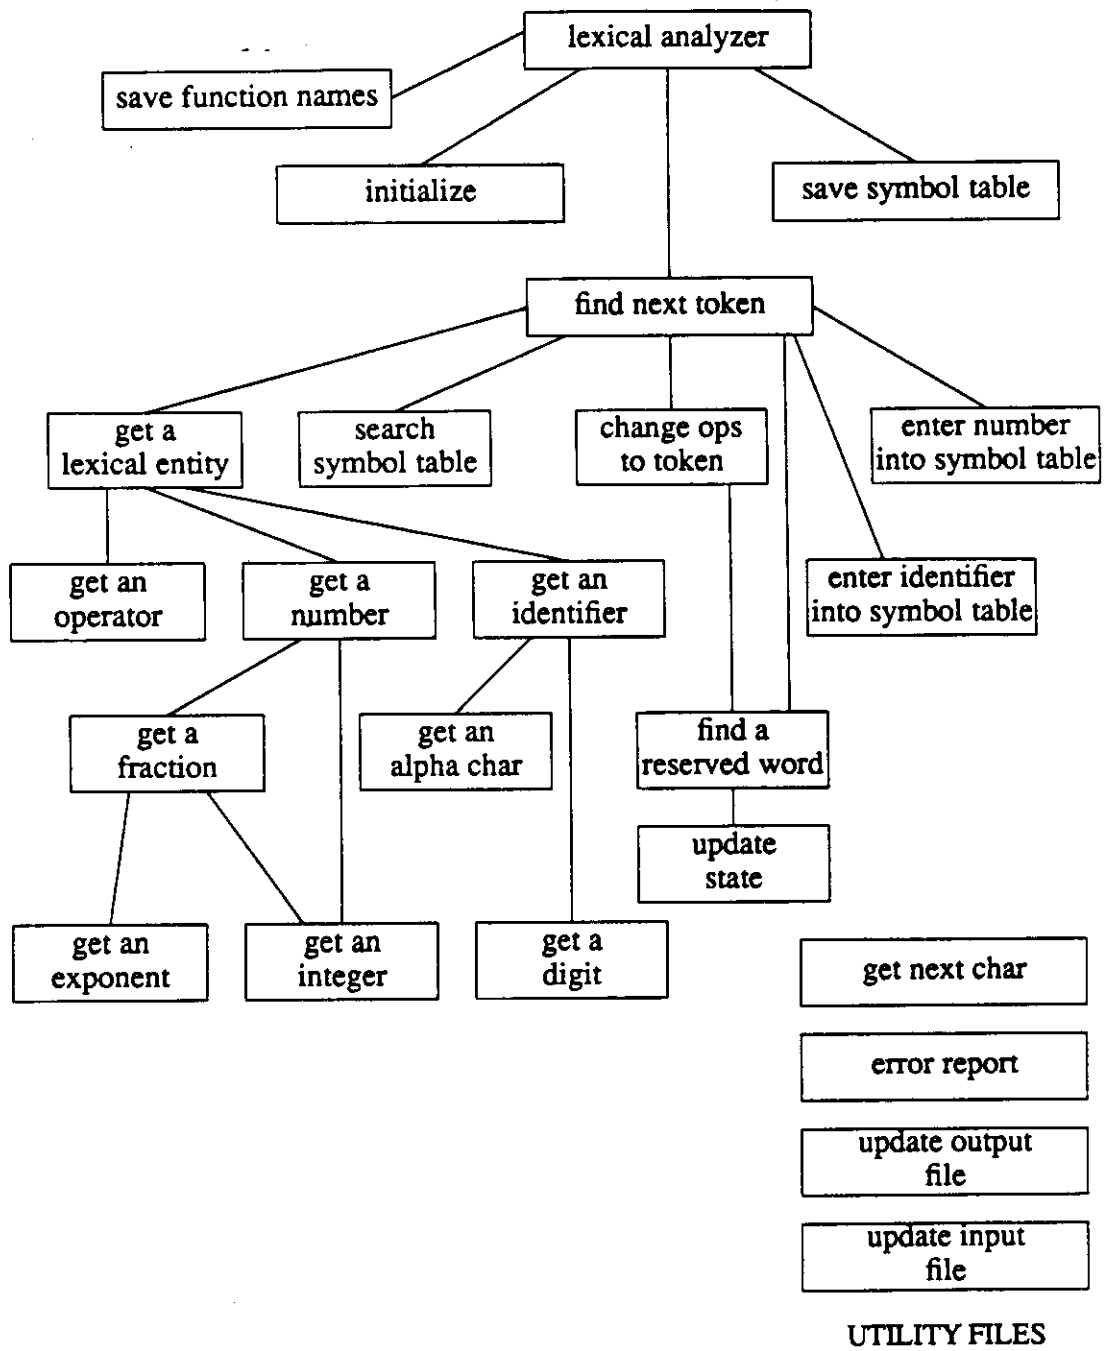 lexical analyzer
save function names
initialize
save symbol table
find next token
get a
lexical entity
search
symbol table
change ops
to token
enter number
into symbol table
get an
operator
get a
number
get an
identifier
enter identifier
into symbol table
get a
fraction
get an
alpha char
find a
reserved word
update
state
get an
exponent
get an
integer
get a
digit
get next char
error report
update output
file
update input
file
UTILITY FILES